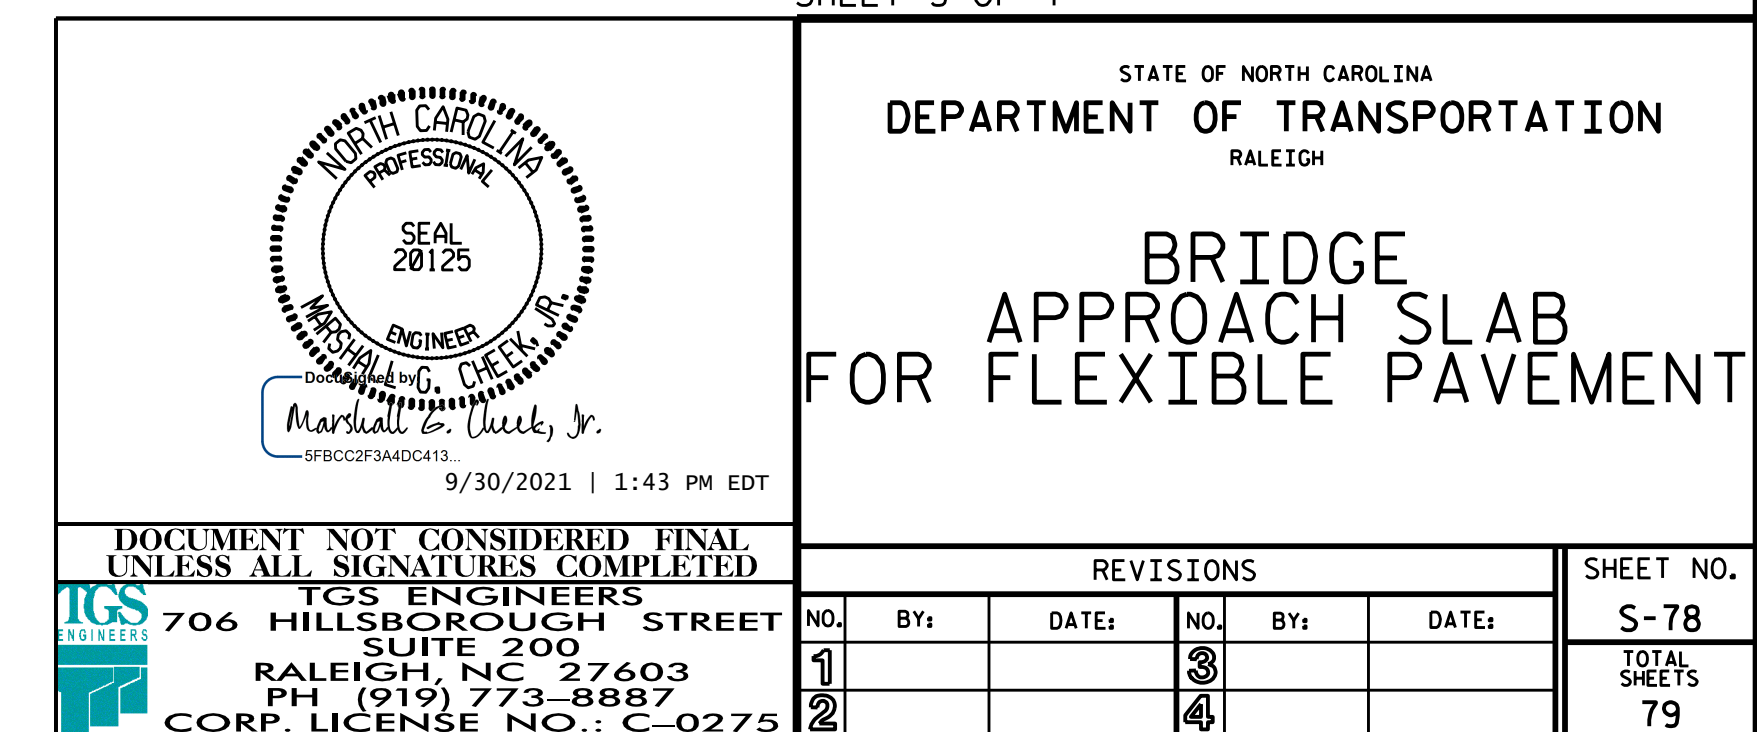 NORTH CAROLINA
PROFESSIONAL
SEAL
20125
ENGINEER
MARSHALL G. CHEEK, JR.
DocuSigned by:
Marshall G. Cheek, Jr.
5FBCC2F3A4DC413...
9/30/2021 | 1:43 PM EDT
DOCUMENT NOT CONSIDERED FINAL
UNLESS ALL SIGNATURES COMPLETED
TGS
ENGINEERS
TGS ENGINEERS
706 HILLSBOROUGH STREET
SUITE 200
RALEIGH, NC 27603
PH (919) 773-8887
CORP. LICENSE NO.: C-0275
STATE OF NORTH CAROLINA
DEPARTMENT OF TRANSPORTATION
RALEIGH
BRIDGE
APPROACH SLAB
FOR FLEXIBLE PAVEMENT
REVISIONS
NO. BY: DATE: NO. BY: DATE:
1 3
2 4
SHEET NO.
S-78
TOTAL
SHEETS
79